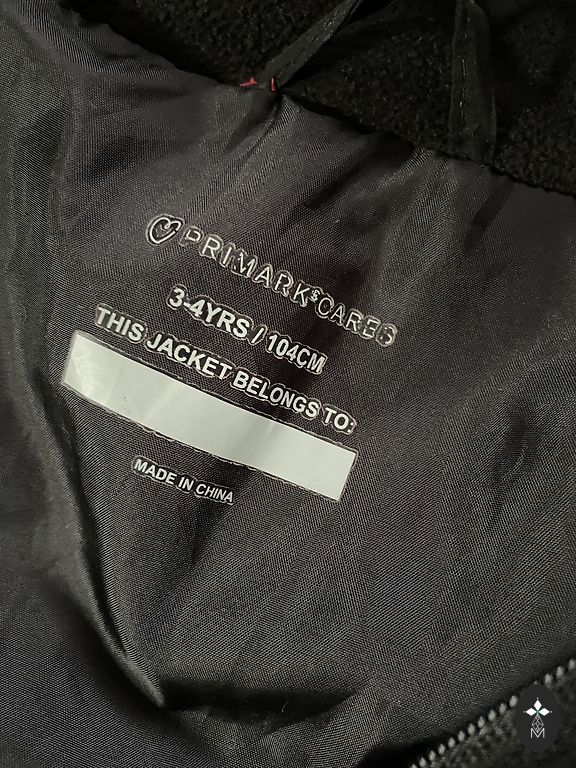 PRIMARK CARES
3-4YRS / 104CM
THIS JACKET BELONGS TO:
MADE IN CHINA
M